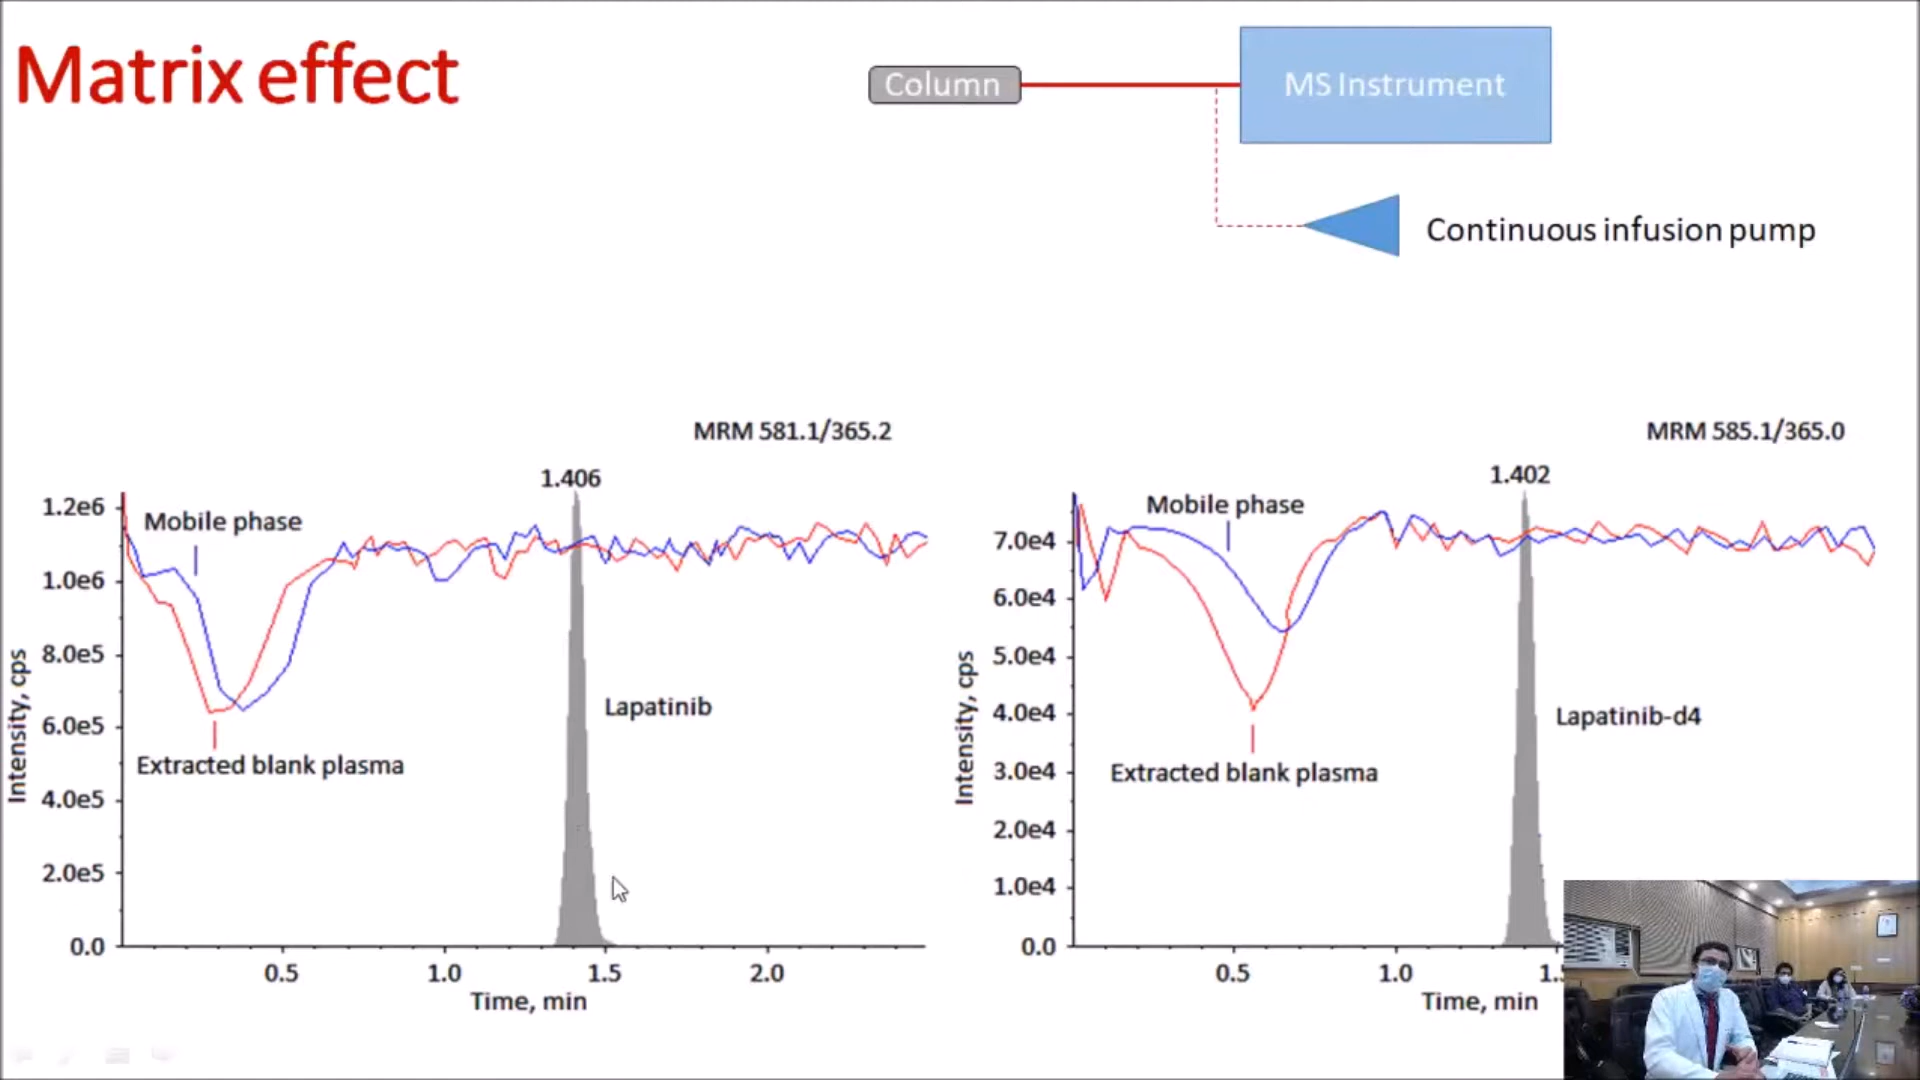 Matrix effect
Column
MS Instrument
Continuous infusion pump
MRM 581.1/365.2
1.406
Mobile phase
1.2e6
1.0e6
8.0e5
6.0e5
4.0e5
2.0e5
0.0
Intensity, cps
Lapatinib
Extracted blank plasma
0.5
1.0
1.5
2.0
Time, min
MRM 585.1/365.0
1.402
Mobile phase
7.0e4
6.0e4
5.0e4
4.0e4
3.0e4
2.0e4
1.0e4
0.0
Intensity, cps
Lapatinib-d4
Extracted blank plasma
0.5
1.0
1.
Time, min